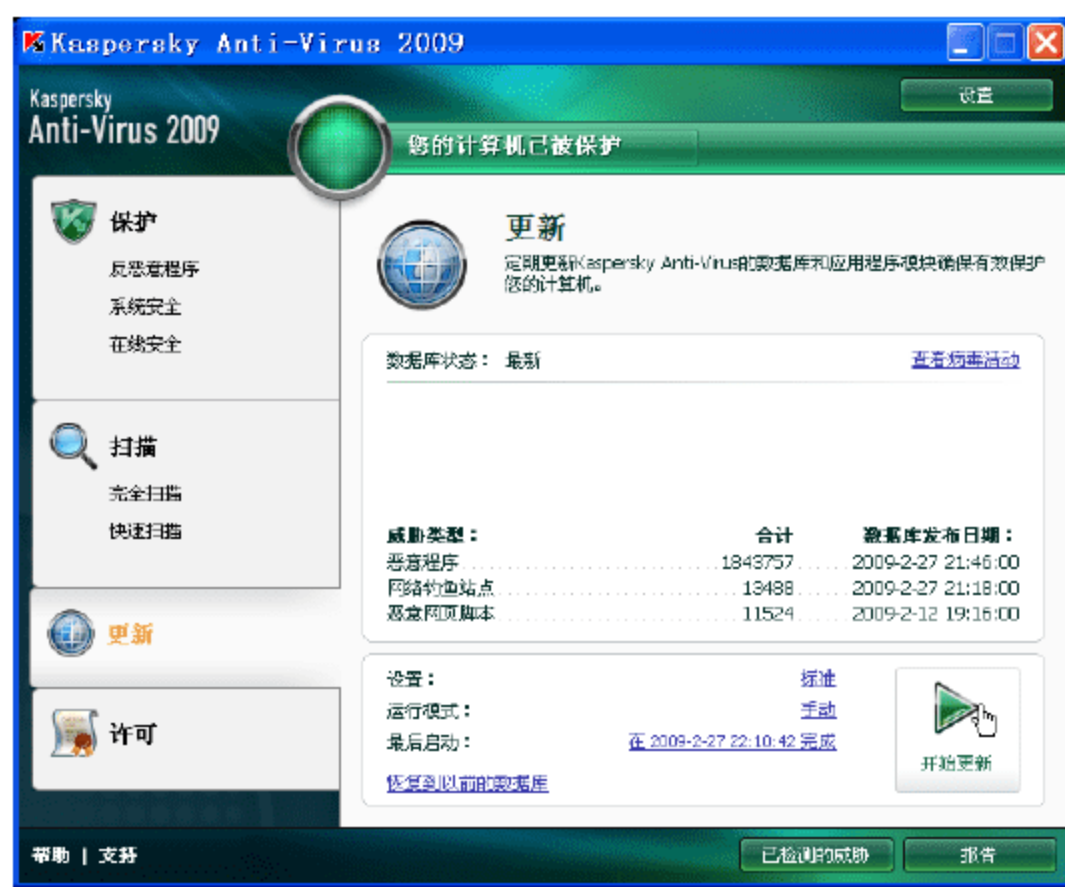 Kaspersky Anti-Virus 2009
Kaspersky
Anti-Virus 2009
设置
您的计算机已被保护
保护
反恶意程序
系统安全
在线安全
扫描
完全扫描
快速扫描
更新
许可
更新
定期更新Kaspersky Anti-Virus的数据库和应用程序模块确保有效保护
您的计算机。
数据库状态： 最新 查看病毒活动
威胁类型： 合计 数据库发布日期：
恶意程序 1843757 2009-2-27 21:46:00
网络钓鱼站点 13488 2009-2-27 21:18:00
恶意网页脚本 11524 2009-2-12 19:16:00
设置： 标准
运行模式： 手动
最后启动： 在 2009-2-27 22:10:42 完成
恢复到以前的数据库
开始更新
帮助 | 支持
已检测的威胁
报告